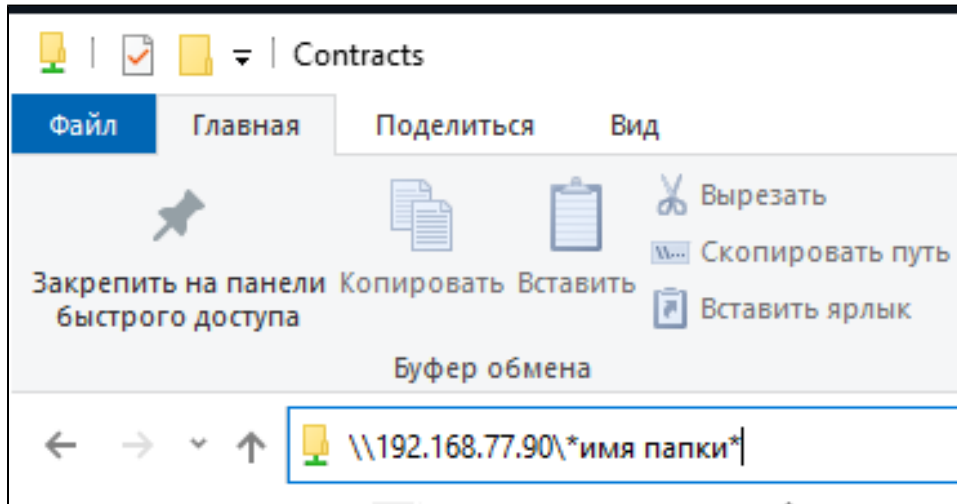 Contracts
Файл Главная Поделиться Вид
Закрепить на панели быстрого доступа
Копировать
Вставить
Вырезать
Скопировать путь
Вставить ярлык
Буфер обмена
\\192.168.77.90\*имя папки*